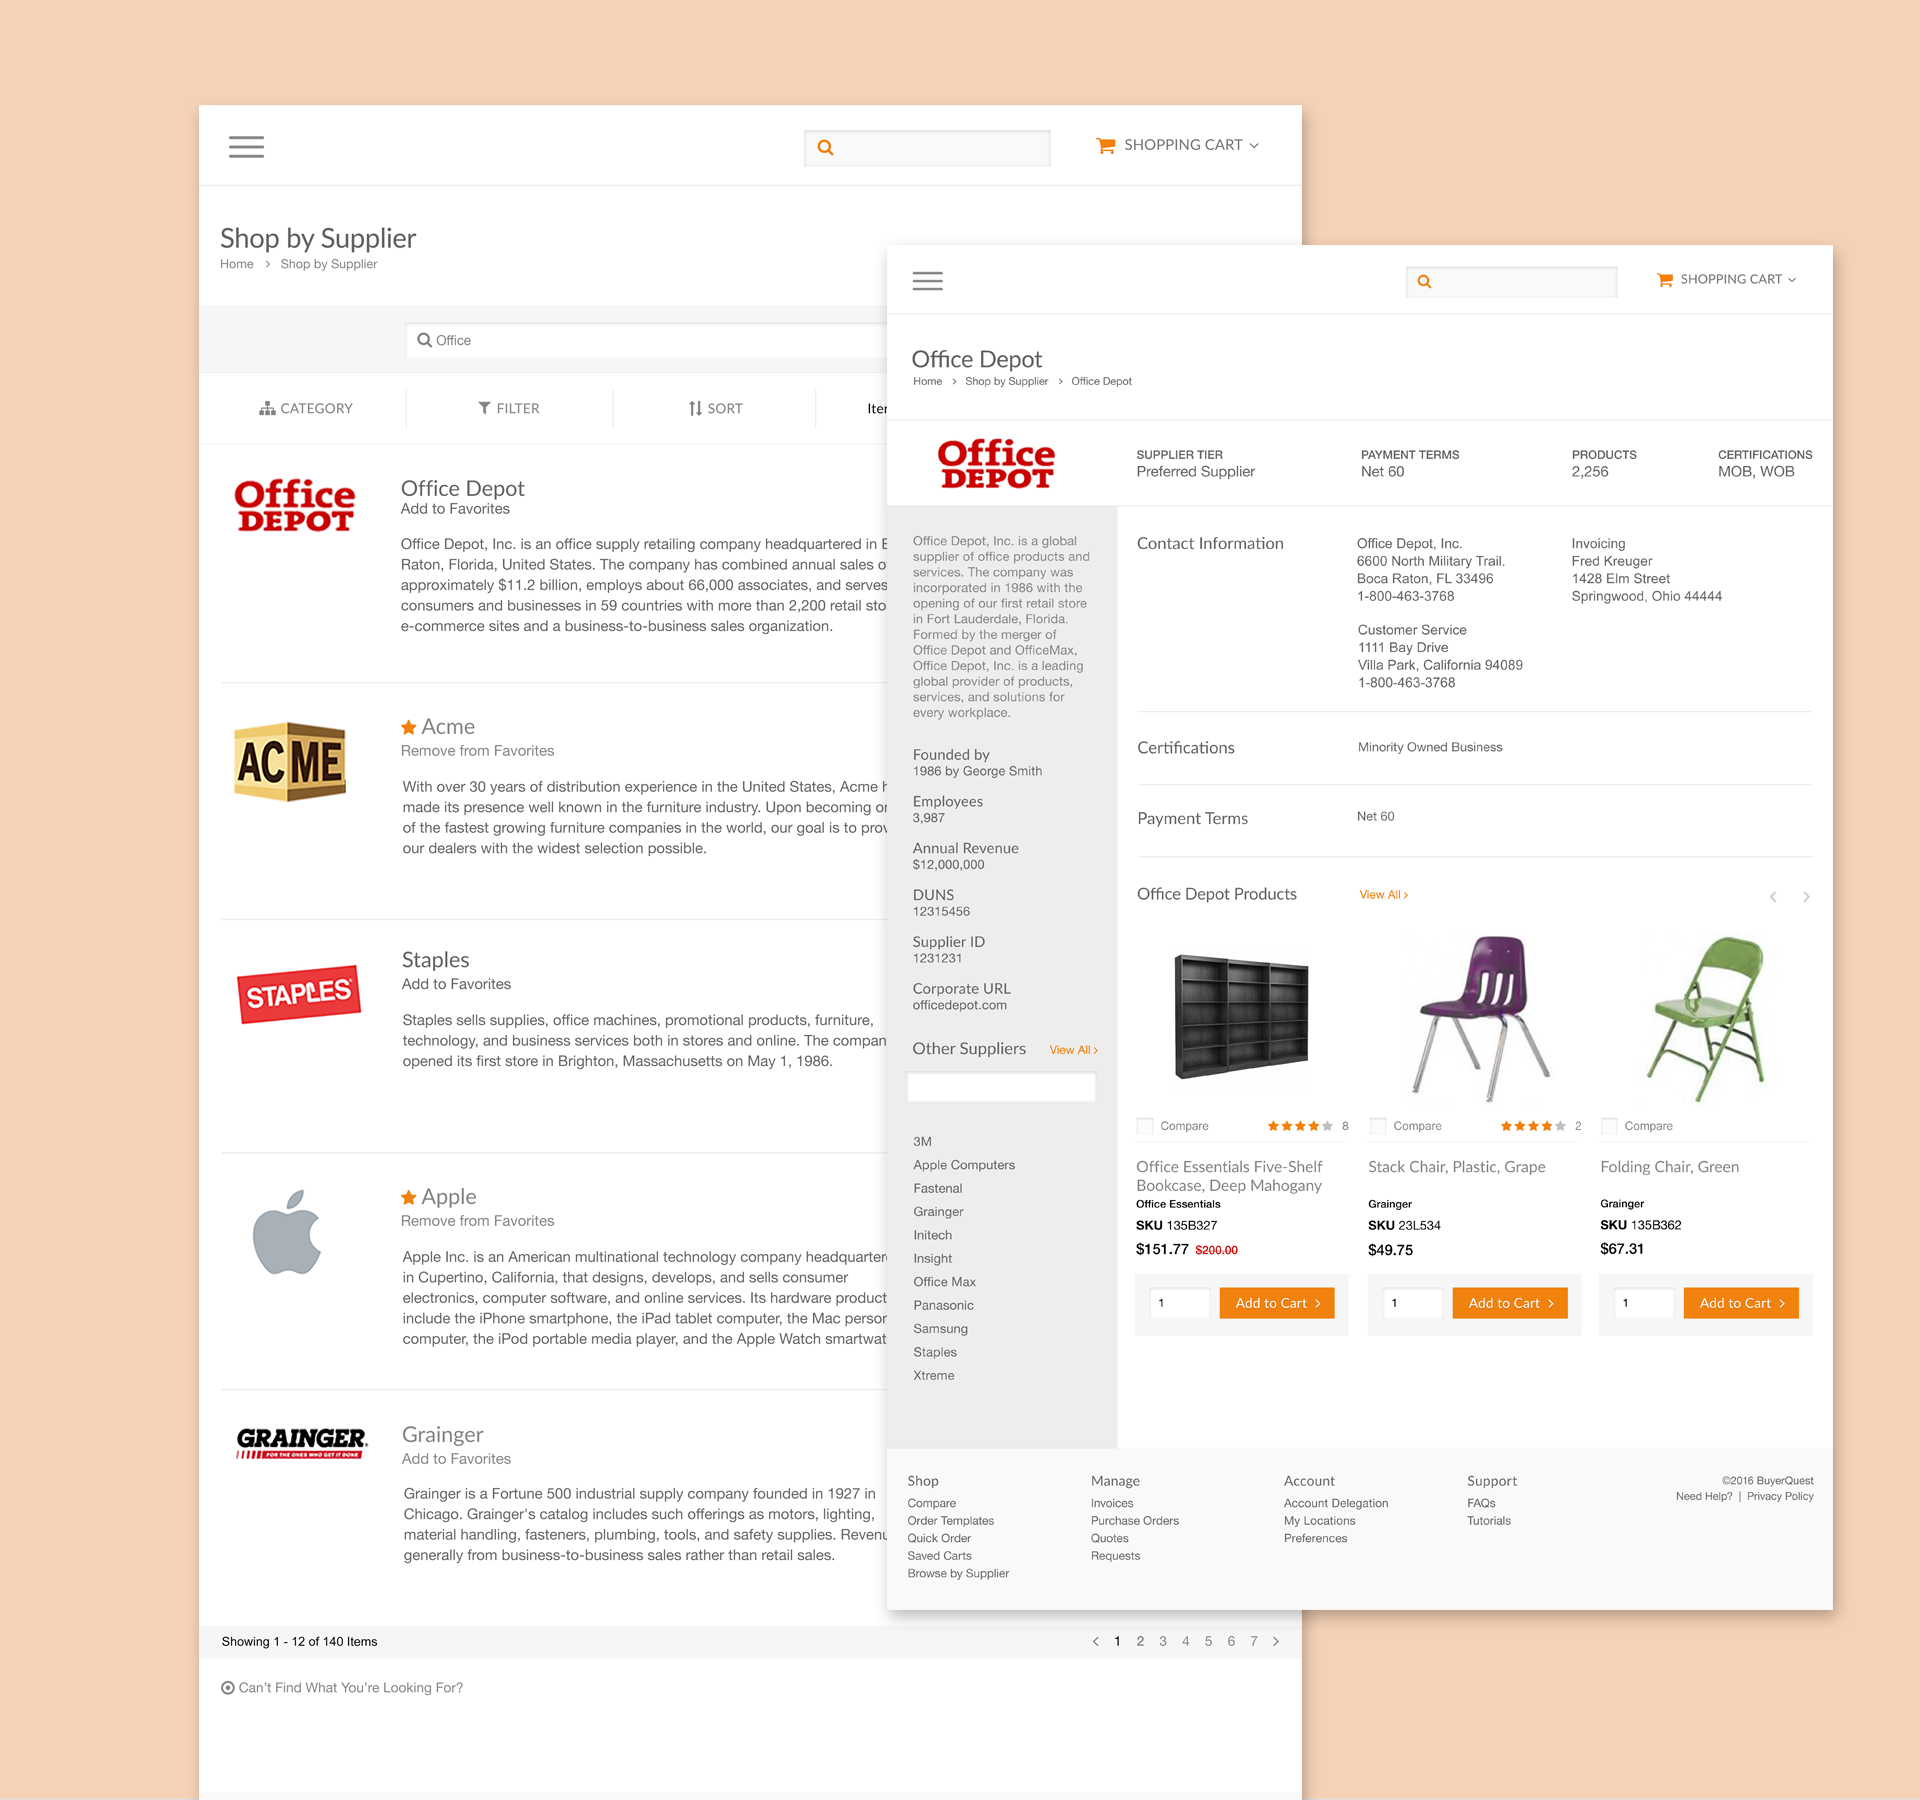 SHOPPING CART
Shop by Supplier
Home > Shop by Supplier
Office
CATEGORY
FILTER
SORT
Office DEPOT
Office Depot
Add to Favorites
Office Depot, Inc. is an office supply retailing company headquartered in
Raton, Florida, United States. The company has combined annual sales
approximately $11.2 billion, employs about 66,000 associates, and serves
consumers and businesses in 59 countries with more than 2,200 retail
e-commerce sites and a business-to-business sales organization.
ACME
Acme
Remove from Favorites
With over 30 years of distribution experience in the United States, Acme
made its presence well known in the furniture industry. Upon becoming
of the fastest growing furniture companies in the world, our goal is to
our dealers with the widest selection possible.
STAPLES
Staples
Add to Favorites
Staples sells supplies, office machines, promotional products, furniture,
technology, and business services both in stores and online. The
opened its first store in Brighton, Massachusetts on May 1, 1986.
Apple
Remove from Favorites
Apple Inc. is an American multinational technology company
in Cupertino, California, that designs, develops, and sells consumer
electronics, computer software, and online services. Its hardware
include the iPhone smartphone, the iPad tablet computer, the Mac
computer, the iPod portable media player, and the Apple Watch
GRAINGER
FOR THE ONES WHO GET IT DONE
Grainger
Add to Favorites
Grainger is a Fortune 500 industrial supply company founded in 1927 in
Chicago. Grainger's catalog includes such offerings as motors, lighting,
material handling, fasteners, plumbing, tools, and safety supplies.
generally from business-to-business sales rather than retail sales.
Showing 1 - 12 of 140 Items
< 1 2 3 4 5 6 7 >
Can't Find What You're Looking For?
SHOPPING CART
Office Depot
Home > Shop by Supplier > Office Depot
Office DEPOT
SUPPLIER TIER
Preferred Supplier
PAYMENT TERMS
Net 60
PRODUCTS
2,256
CERTIFICATIONS
MOB, WOB
Office Depot, Inc. is a global
supplier of office products and
services. The company was
incorporated in 1986 with the
opening of our first retail store
in Fort Lauderdale, Florida.
Formed by the merger of
Office Depot and OfficeMax,
Office Depot, Inc. is a leading
global provider of products,
services, and solutions for
every workplace.
Founded by
1986 by George Smith
Employees
3,987
Annual Revenue
$12,000,000
DUNS
12315456
Supplier ID
1231231
Corporate URL
officedepot.com
Other Suppliers View All >
3M
Apple Computers
Fastenal
Grainger
Initech
Insight
Office Max
Panasonic
Samsung
Staples
Xtreme
Contact Information
Office Depot, Inc.
6600 North Military Trail.
Boca Raton, FL 33496
1-800-463-3768
Customer Service
1111 Bay Drive
Villa Park, California 94089
1-800-463-3768
Invoicing
Fred Kreuger
1428 Elm Street
Springwood, Ohio 44444
Certifications
Minority Owned Business
Payment Terms
Net 60
Office Depot Products
View All >
Compare 8
Office Essentials Five-Shelf
Bookcase, Deep Mahogany
Office Essentials
SKU 135B327
$151.77 $200.00
1 Add to Cart >
Compare 2
Stack Chair, Plastic, Grape
Grainger
SKU 23L534
$49.75
1 Add to Cart >
Compare
Folding Chair, Green
Grainger
SKU 135B362
$67.31
1 Add to Cart >
Shop
Compare
Order Templates
Quick Order
Saved Carts
Browse by Supplier
Manage
Invoices
Purchase Orders
Quotes
Requests
Account
Account Delegation
My Locations
Preferences
Support
FAQs
Tutorials
©2016 BuyerQuest
Need Help? | Privacy Policy